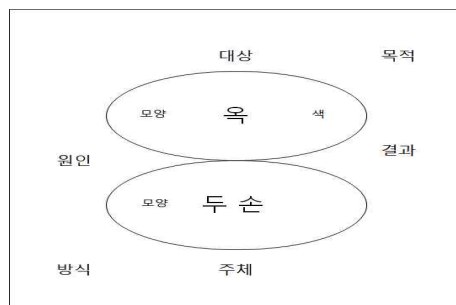 대상 목적
모양 옥 색
원인 결과
모양 두 손
방식 주체